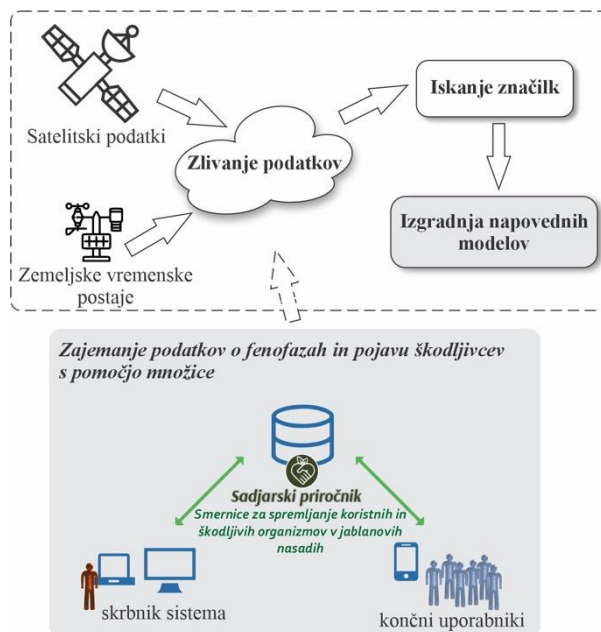 Satelitski podatki
Iskanje značilk
Zlivanje podatkov
Zemeljske vremenske
postaje
Izgradnja napovednih
modelov
Zajemanje podatkov o fenofazah in pojavu škodljivcev
s pomočjo množice
Sadjarski priročnik
Smernice za spremljanje koristnih in
škodljivih organizmov v jablanovih
nasadih
skrbnik sistema
končni uporabniki